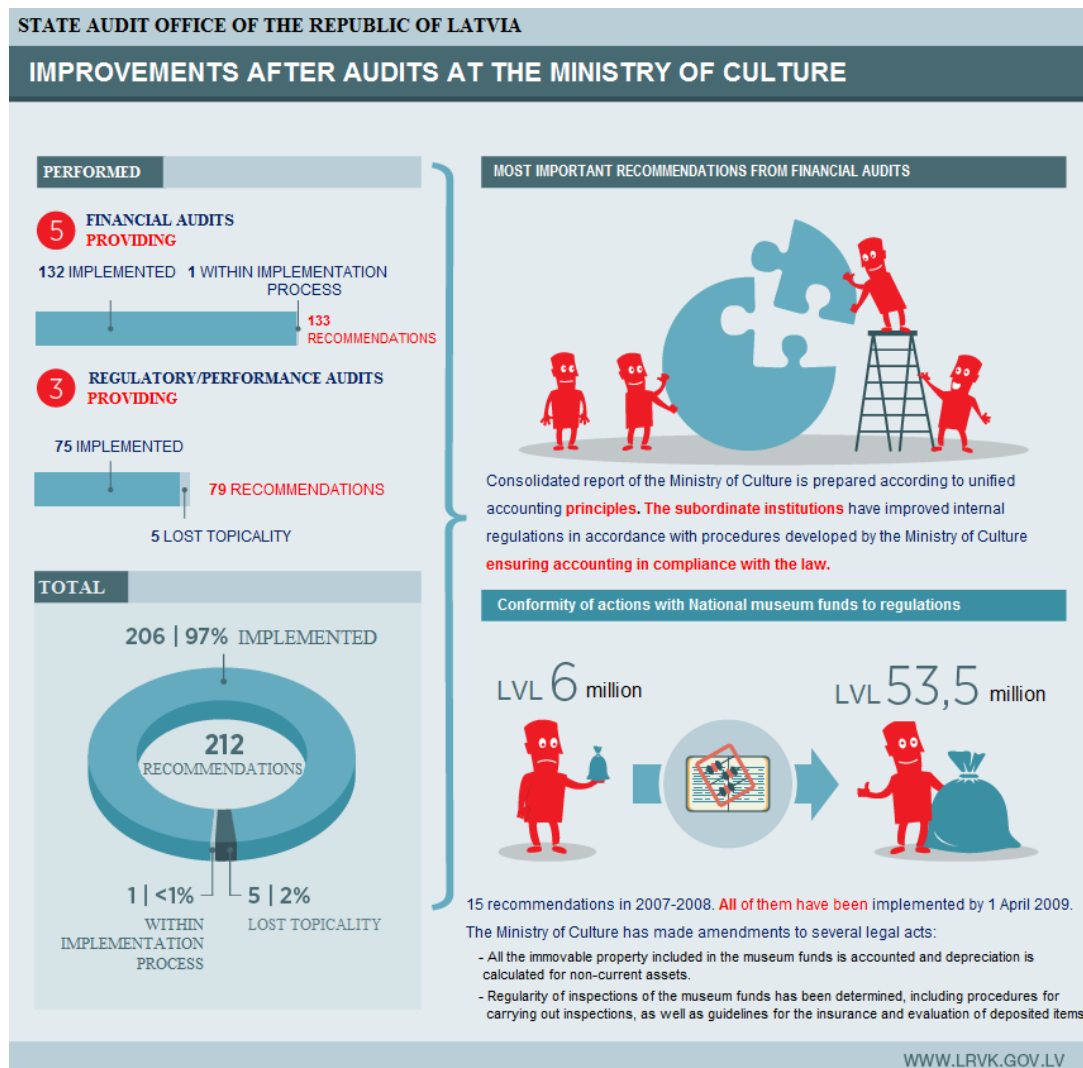 STATE AUDIT OFFICE OF THE REPUBLIC OF LATVIA
IMPROVEMENTS AFTER AUDITS AT THE MINISTRY OF CULTURE
PERFORMED
5
FINANCIAL AUDITS
PROVIDING
132 IMPLEMENTED
1 WITHIN IMPLEMENTATION
PROCESS
133
RECOMMENDATIONS
3
REGULATORY/PERFORMANCE AUDITS
PROVIDING
75 IMPLEMENTED
79 RECOMMENDATIONS
5 LOST TOPICALITY
TOTAL
206 | 97% IMPLEMENTED
212
RECOMMENDATIONS
1 | <1%
WITHIN
IMPLEMENTATION
PROCESS
5 | 2%
LOST TOPICALITY
MOST IMPORTANT RECOMMENDATIONS FROM FINANCIAL AUDITS
Consolidated report of the Ministry of Culture is prepared according to unified
accounting principles. The subordinate institutions have improved internal
regulations in accordance with procedures developed by the Ministry of Culture
ensuring accounting in compliance with the law.
Conformity of actions with National museum funds to regulations
LVL 6 million
LVL 53,5 million
15 recommendations in 2007-2008. All of them have been implemented by 1 April 2009.
The Ministry of Culture has made amendments to several legal acts:
- All the immovable property included in the museum funds is accounted and depreciation is
calculated for non-current assets.
- Regularity of inspections of the museum funds has been determined, including procedures for
carrying out inspections, as well as guidelines for the insurance and evaluation of deposited items
WWW.LRVK.GOV.LV